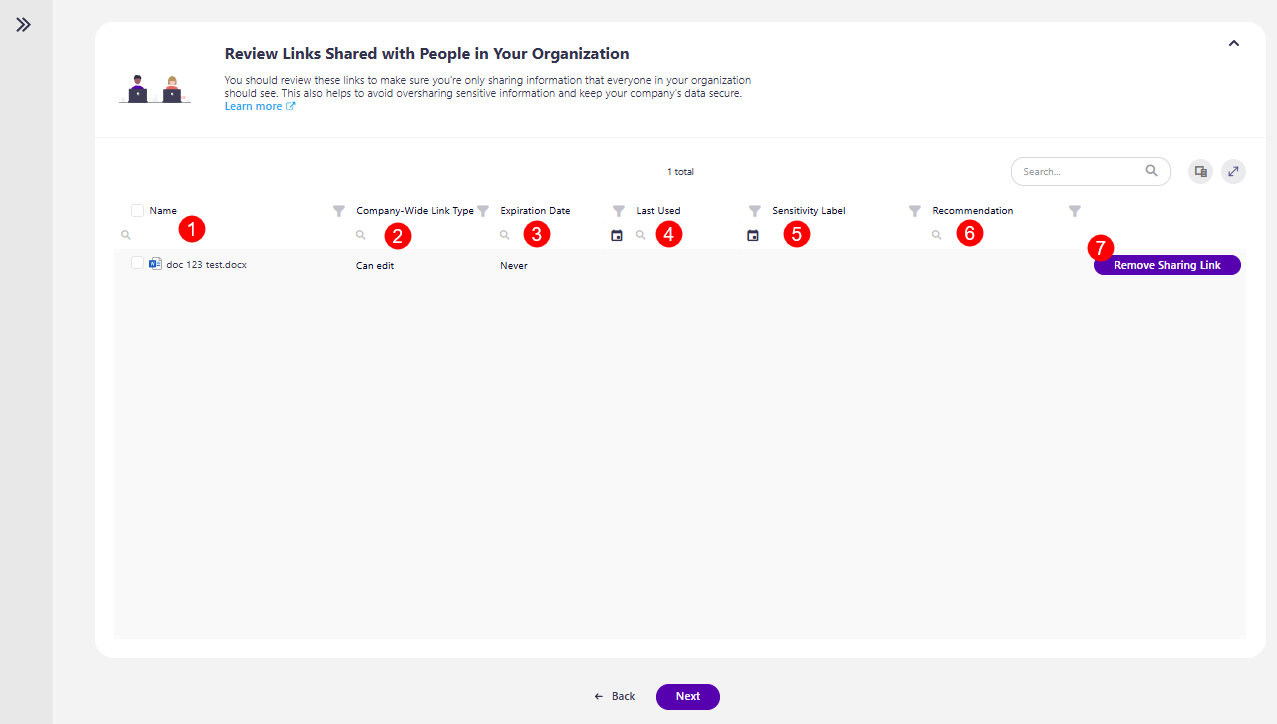 Review Links Shared with People in Your Organization
You should review these links to make sure you're only sharing information that everyone in your organization
should see. This also helps to avoid oversharing sensitive information and keep your company's data secure.
Learn more
1 total
Search...
Name
Company-Wide Link Type
Expiration Date
Last Used
Sensitivity Label
Recommendation
1
2
3
4
5
6
7
doc 123 test.docx
Can edit
Never
Remove Sharing Link
Back
Next